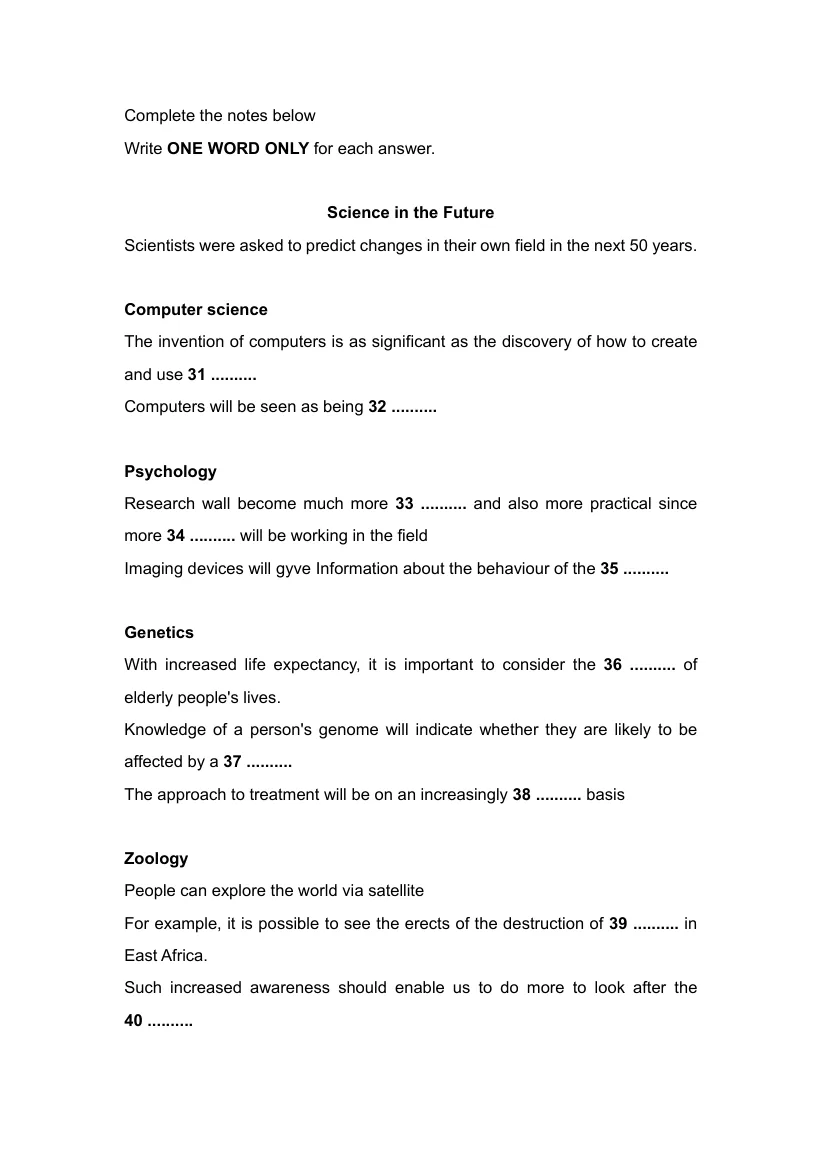 Complete the notes below
Write ONE WORD ONLY for each answer.
Science in the Future
Scientists were asked to predict changes in their own field in the next 50 years.
Computer science
The invention of computers is as significant as the discovery of how to create
and use 31 ..........
Computers will be seen as being 32 ..........
Psychology
Research wall become much more 33 .......... and also more practical since
more 34 .......... will be working in the field
Imaging devices will gyve Information about the behaviour of the 35 ..........
Genetics
With increased life expectancy, it is important to consider the 36 .......... of
elderly people's lives.
Knowledge of a person's genome will indicate whether they are likely to be
affected by a 37 ..........
The approach to treatment will be on an increasingly 38 .......... basis
Zoology
People can explore the world via satellite
For example, it is possible to see the erects of the destruction of 39 .......... in
East Africa.
Such increased awareness should enable us to do more to look after the
40 ..........